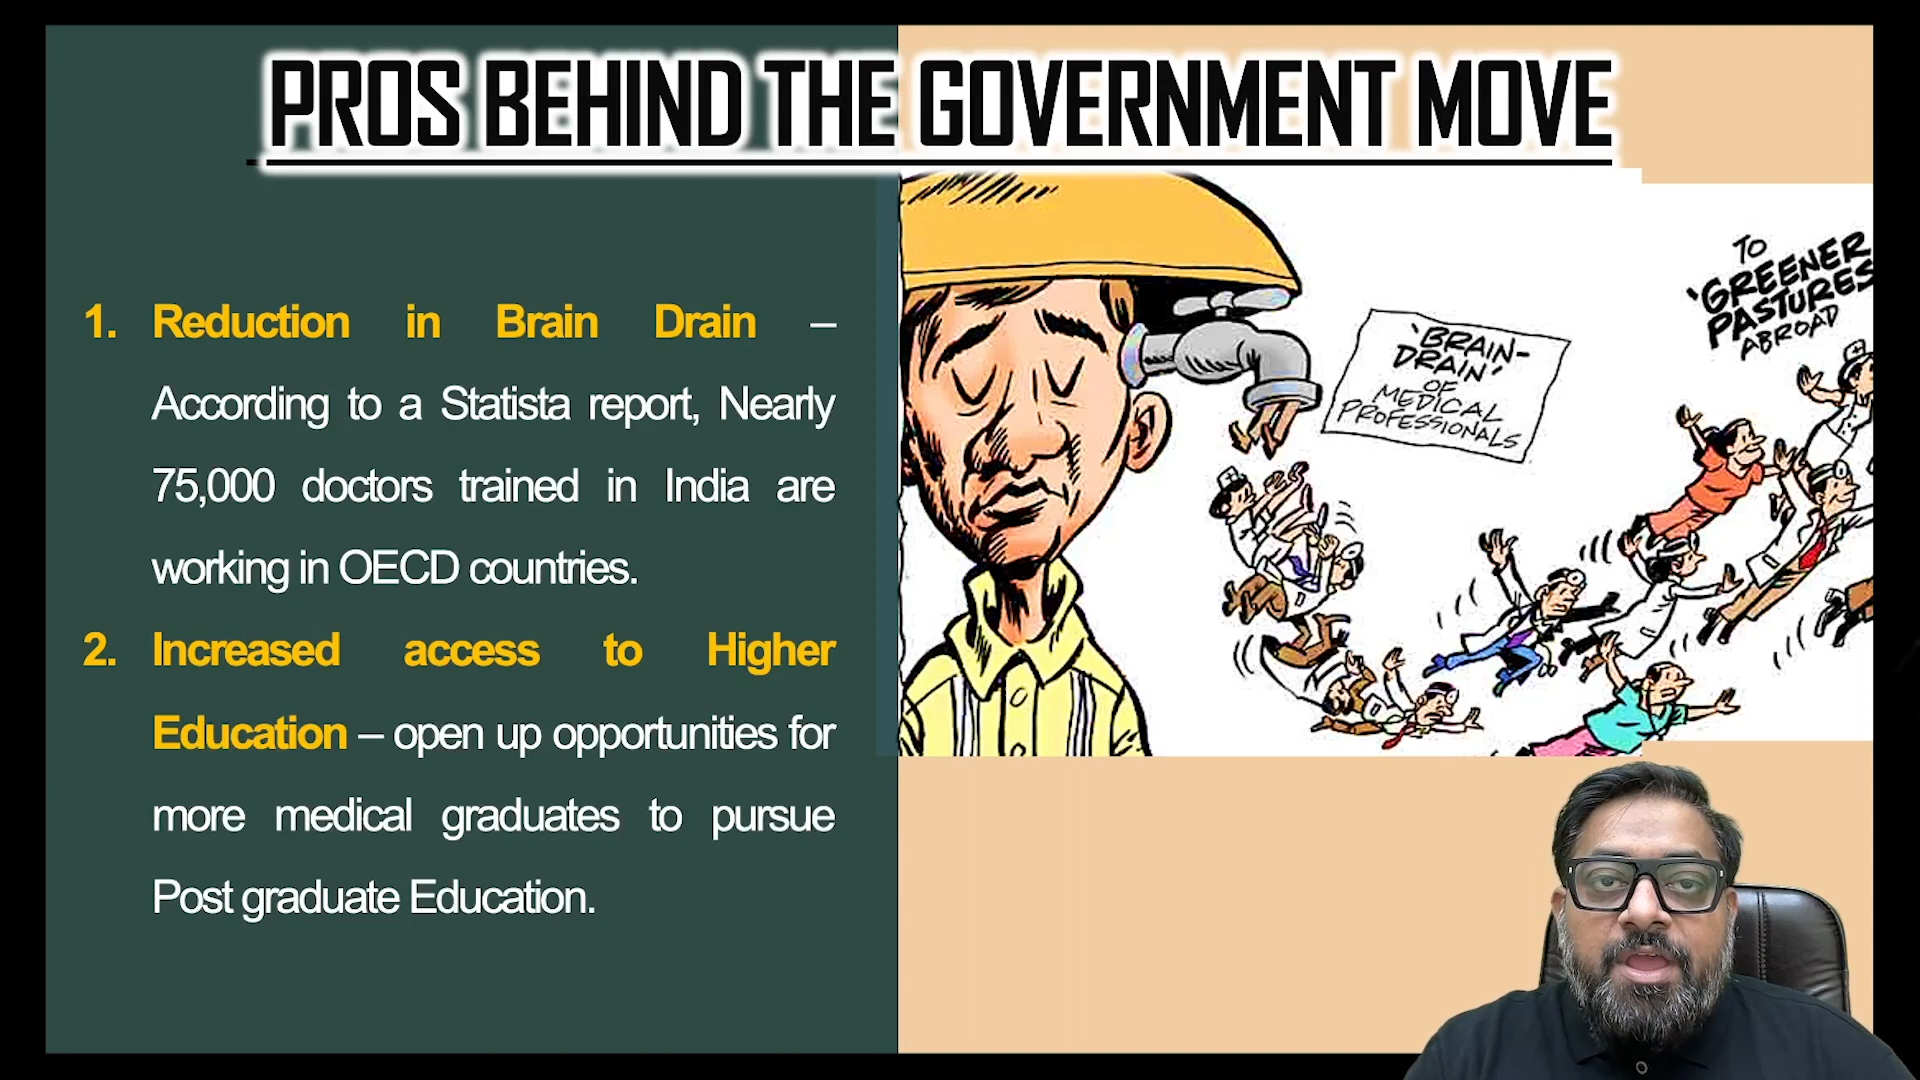 PROS BEHIND THE GOVERNMENT MOVE
1. Reduction in Brain Drain –
According to a Statista report, Nearly
75,000 doctors trained in India are
working in OECD countries.
2. Increased access to Higher
Education – open up opportunities for
more medical graduates to pursue
Post graduate Education.
'BRAIN-
DRAIN'
OF
MEDICAL
PROFESSIONALS
TO
'GREENER
PASTURES
ABROAD